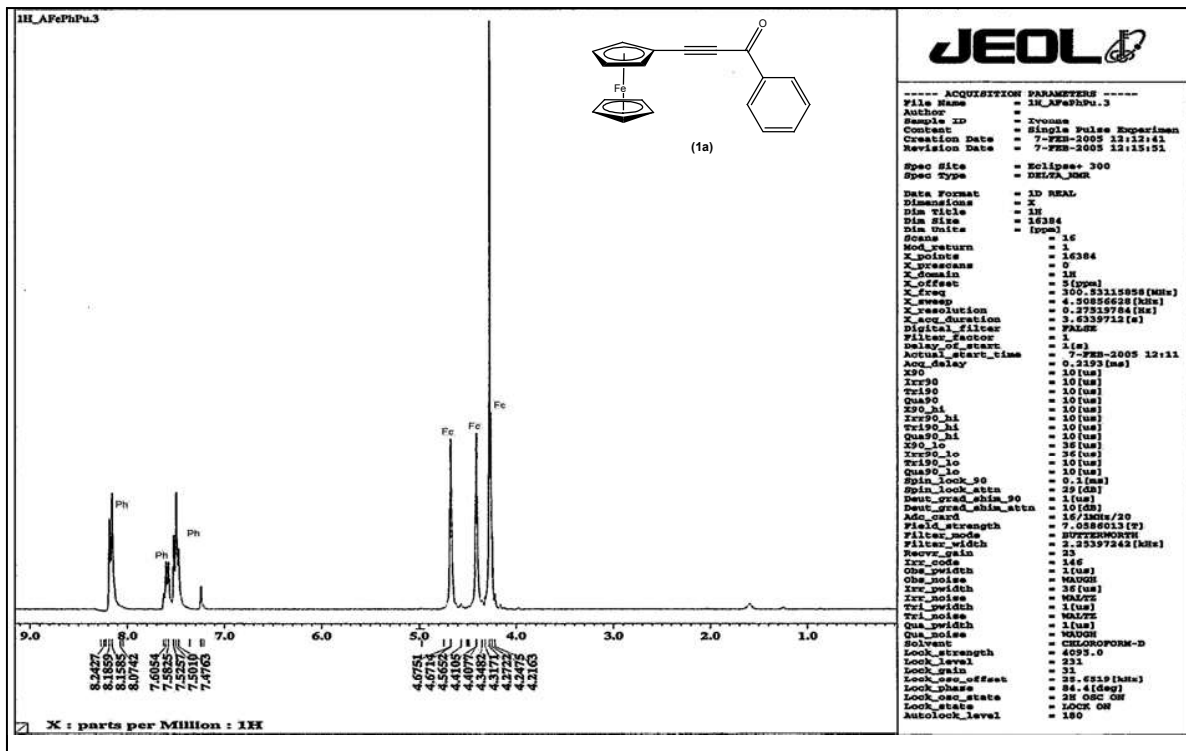 1H_AFePhPu.3
O
Fe
(1a)
Fc
Fc
Fc
Ph
Ph
Ph
9.0 8.0 7.0 6.0 5.0 4.0 3.0 2.0 1.0
8.2427 8.1859 8.1585 8.0742 7.6054 7.5825 7.5257 7.5010 7.4763 4.6751 4.6714 4.5652 4.4105 4.4077 4.3482 4.3171 4.2722 4.2475 4.2163
X : parts per Million : 1H
JEOL
----- ACQUISITION PARAMETERS -----
File Name = 1H_AFePhPu.3
Author =
Sample ID = Ivonne
Content = Single Pulse Experimen
Creation Date = 7-FEB-2005 12:12:41
Revision Date = 7-FEB-2005 12:15:51
Spec Site = Eclipse+ 300
Spec Type = DELTA_NMR
Data Format = 1D REAL
Dimensions = X
Dim Title = 1H
Dim Size = 16384
Dim Units = [ppm]
Scans = 16
Mod_return = 1
X_points = 16384
X_prescans = 0
X_domain = 1H
X_offset = 5[ppm]
X_freq = 300.53115858[MHz]
X_sweep = 4.50856628[kHz]
X_resolution = 0.27519784[Hz]
X_acq_duration = 3.6339712[s]
Digital_filter = FALSE
Filter_factor = 1
Delay_of_start = 1[s]
Actual_start_time = 7-FEB-2005 12:11
Acq_delay = 0.2193[ms]
X90 = 10[us]
Irr90 = 10[us]
Tri90 = 10[us]
Qua90 = 10[us]
X90_hi = 10[us]
Irr90_hi = 10[us]
Tri90_hi = 10[us]
Qua90_hi = 10[us]
X90_lo = 36[us]
Irr90_lo = 36[us]
Tri90_lo = 10[us]
Qua90_lo = 10[us]
Spin_lock_90 = 0.1[ms]
Spin_lock_attn = 29[dB]
Deut_grad_shim_90 = 1[us]
Deut_grad_shim_attn = 10[dB]
Adc_card = 16/1MHz/20
Field_strength = 7.0586013[T]
Filter_mode = BUTTERWORTH
Filter_width = 2.25397242[kHz]
Recvr_gain = 23
Irr_code = 146
Obs_pwidth = 1[us]
Obs_noise = WAUGH
Irr_pwidth = 36[us]
Irr_noise = WALTZ
Tri_pwidth = 1[us]
Tri_noise = WALTZ
Qua_pwidth = 1[us]
Qua_noise = WAUGH
Solvent = CHLOROFORM-D
Lock_strength = 4095.0
Lock_level = 231
Lock_gain = 31
Lock_osc_offset = 25.6519[kHz]
Lock_phase = 84.4[deg]
Lock_osc_state = 2H OSC ON
Lock_state = LOCK ON
Autolock_level = 180